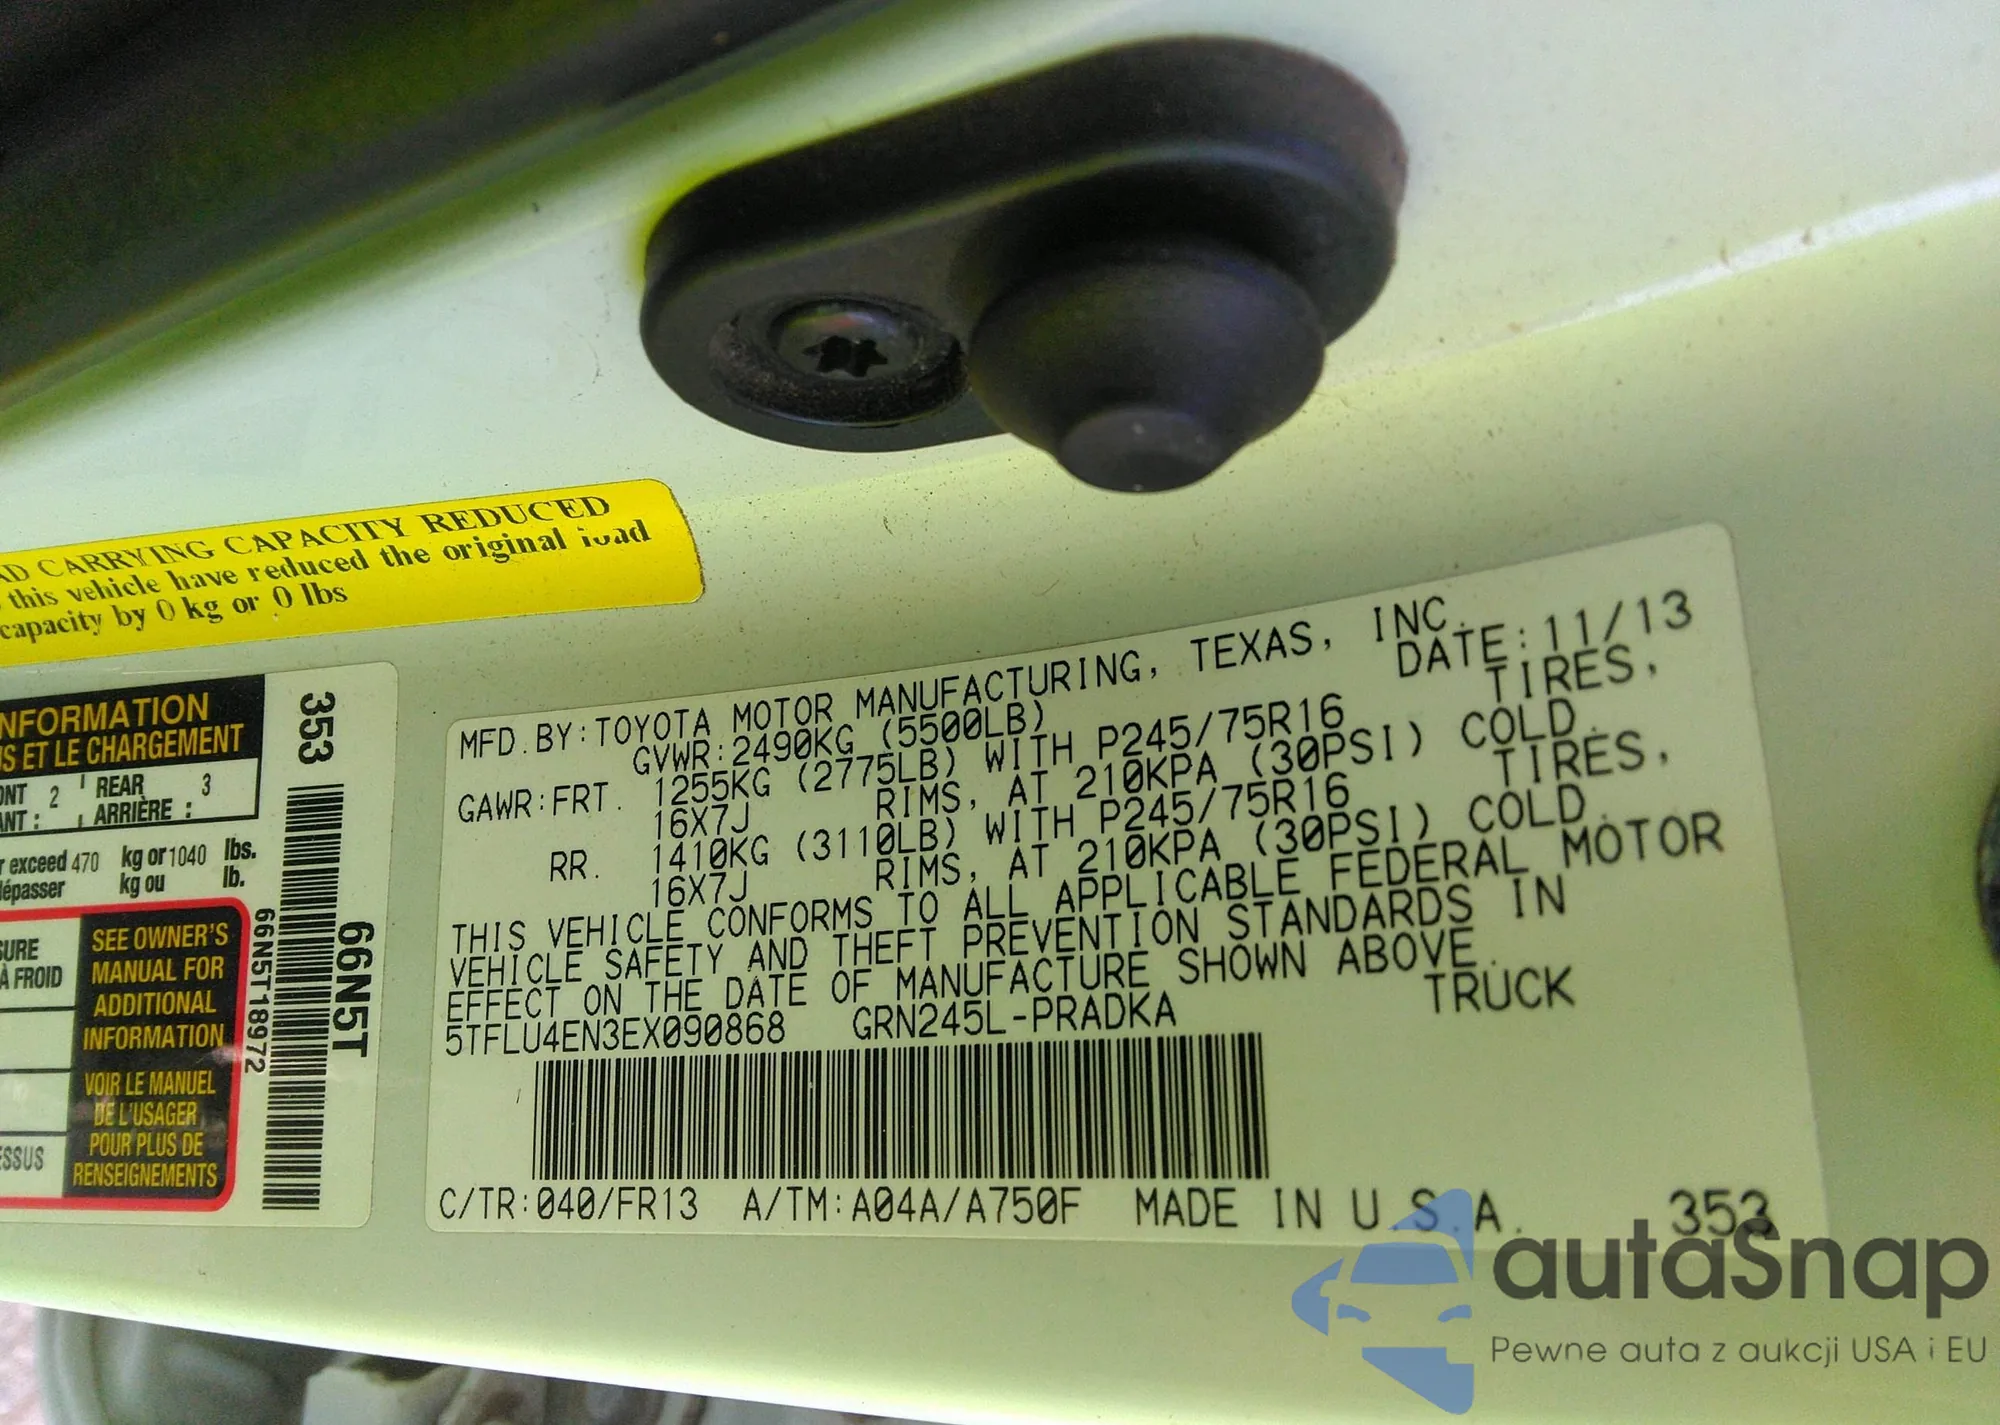 AD CARRYING CAPACITY REDUCED
this vehicle have reduced the original load
capacity by 0 kg or 0 lbs
NFORMATION
US ET LE CHARGEMENT
ONT 2 REAR 3
ANT : ARRIÈRE :
r exceed 470 kg or 1040 lbs.
dépasser kg ou lb.
SURE
À FROID
ESSUS
SEE OWNER'S
MANUAL FOR
ADDITIONAL
INFORMATION
VOIR LE MANUEL
DE L'USAGER
POUR PLUS DE
RENSEIGNEMENTS
353
66N5T18972
66N5T
MFD.BY:TOYOTA MOTOR MANUFACTURING, TEXAS, INC.
GVWR:2490KG (5500LB) DATE:11/13
GAWR:FRT. 1255KG (2775LB) WITH P245/75R16 TIRES,
16X7J RIMS, AT 210KPA (30PSI) COLD.
RR. 1410KG (3110LB) WITH P245/75R16 TIRES,
16X7J RIMS, AT 210KPA (30PSI) COLD.
THIS VEHICLE CONFORMS TO ALL APPLICABLE FEDERAL MOTOR
VEHICLE SAFETY AND THEFT PREVENTION STANDARDS IN
EFFECT ON THE DATE OF MANUFACTURE SHOWN ABOVE.
5TFLU4EN3EX090868 GRN245L-PRADKA TRUCK
C/TR:040/FR13 A/TM:A04A/A750F MADE IN U.S.A. 353
autaSnap
Pewne auta z aukcji USA i EU